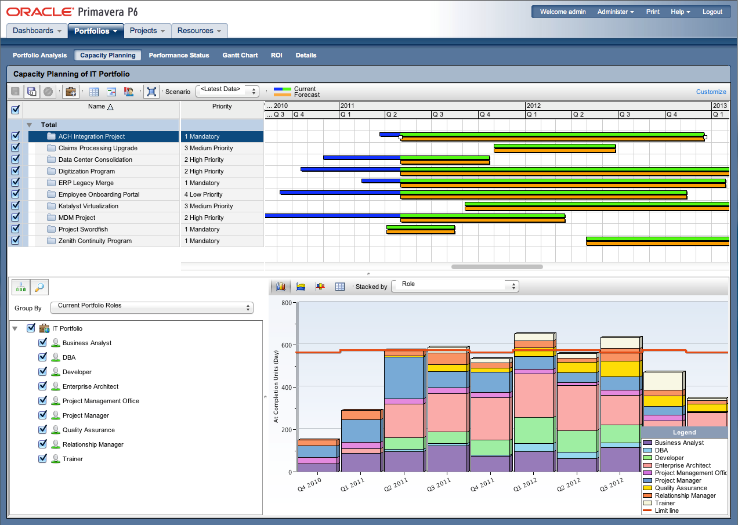 ORACLE Primavera P6
Welcome admin Administer Print Help Logout
Dashboards Portfolios Projects Resources
Portfolio Analysis Capacity Planning Performance Status Gantt Chart ROI Details
Capacity Planning of IT Portfolio
Scenario <Latest Data> Current Forecast Customize
Name Priority
... 2010 2011 2012 2013
... Q 3 Q 4 Q 1 Q 2 Q 3 Q 4 Q 1 Q 2 Q 3 Q 4 Q 1
Total
ACH Integration Project 1 Mandatory
Claims Processing Upgrade 3 Medium Priority
Data Center Consolidation 2 High Priority
Digitization Program 2 High Priority
ERP Legacy Merge 1 Mandatory
Employee Onboarding Portal 4 Low Priority
Katalyst Virtualization 3 Medium Priority
MDM Project 2 High Priority
Project Swordfish 1 Mandatory
Zenith Continuity Program 1 Mandatory
Group By Current Portfolio Roles
IT Portfolio
Business Analyst
DBA
Developer
Enterprise Architect
Project Management Office
Project Manager
Quality Assurance
Relationship Manager
Trainer
Stacked by Role
At Completion Units (Day)
800
600
400
200
0
Q4 2010 Q1 2011 Q2 2011 Q3 2011 Q4 2011 Q1 2012 Q2 2012 Q3 2012
Legend
Business Analyst
DBA
Developer
Enterprise Architect
Project Management Offic
Project Manager
Quality Assurance
Relationship Manager
Trainer
Limit line